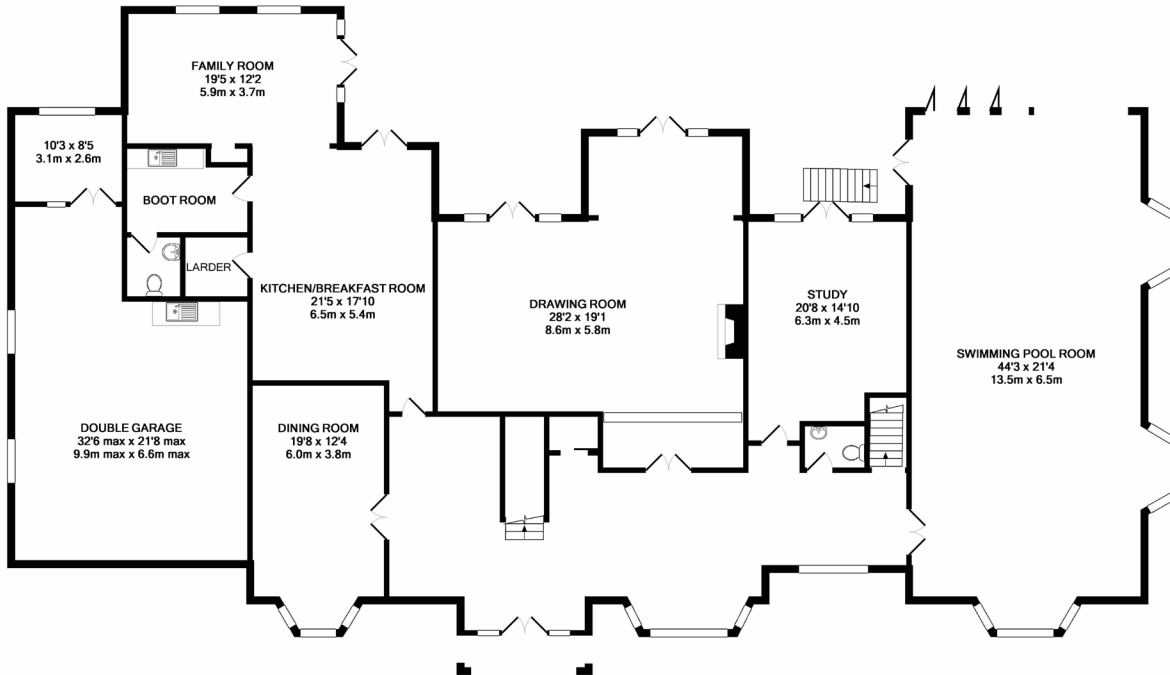 FAMILY ROOM
19'5 x 12'2
5.9m x 3.7m
10'3 x 8'5
3.1m x 2.6m
BOOT ROOM
LARDER
KITCHEN/BREAKFAST ROOM
21'5 x 17'10
6.5m x 5.4m
DRAWING ROOM
28'2 x 19'1
8.6m x 5.8m
STUDY
20'8 x 14'10
6.3m x 4.5m
SWIMMING POOL ROOM
44'3 x 21'4
13.5m x 6.5m
DOUBLE GARAGE
32'6 max x 21'8 max
9.9m max x 6.6m max
DINING ROOM
19'8 x 12'4
6.0m x 3.8m